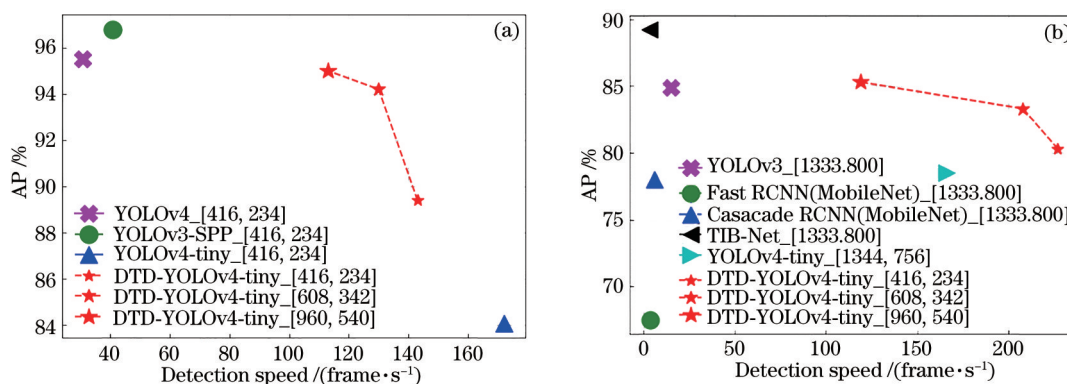 (a)
96
94
92
90
88
86
84
AP /%
YOLOv4_[416, 234]
YOLOv3-SPP_[416, 234]
YOLOv4-tiny_[416, 234]
DTD-YOLOv4-tiny_[416, 234]
DTD-YOLOv4-tiny_[608, 342]
DTD-YOLOv4-tiny_[960, 540]
40 60 80 100 120 140 160
Detection speed /(frame·s⁻¹)
(b)
90
85
80
75
70
AP /%
YOLOv3_[1333.800]
Fast RCNN(MobileNet)_[1333.800]
Casacade RCNN(MobileNet)_[1333.800]
TIB-Net_[1333.800]
YOLOv4-tiny_[1344, 756]
DTD-YOLOv4-tiny_[416, 234]
DTD-YOLOv4-tiny_[608, 342]
DTD-YOLOv4-tiny_[960, 540]
0 50 100 150 200
Detection speed /(frame·s⁻¹)